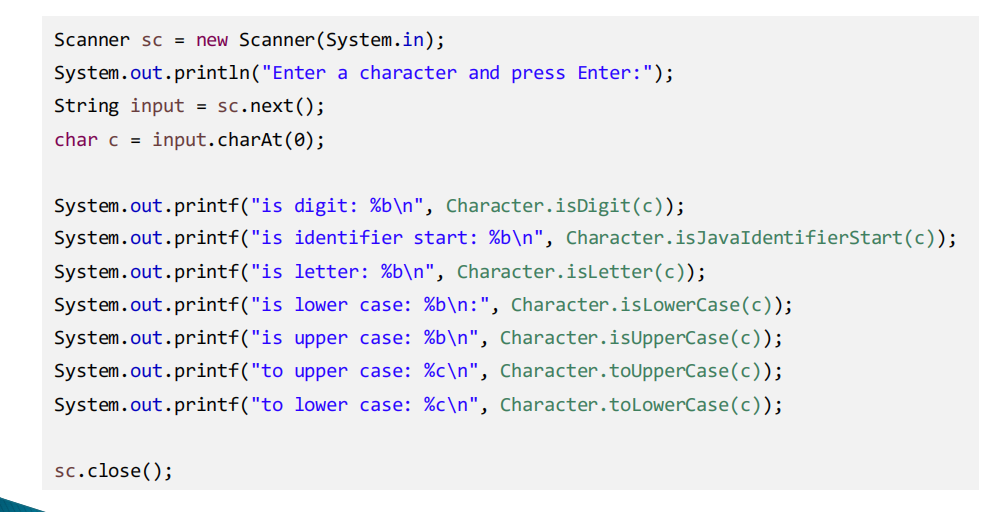 Scanner sc = new Scanner(System.in);
System.out.println("Enter a character and press Enter:");
String input = sc.next();
char c = input.charAt(0);
System.out.printf("is digit: %b\n", Character.isDigit(c));
System.out.printf("is identifier start: %b\n", Character.isJavaIdentifierStart(c));
System.out.printf("is letter: %b\n", Character.isLetter(c));
System.out.printf("is lower case: %b\n:", Character.isLowerCase(c));
System.out.printf("is upper case: %b\n", Character.isUpperCase(c));
System.out.printf("to upper case: %c\n", Character.toUpperCase(c));
System.out.printf("to lower case: %c\n", Character.toLowerCase(c));
sc.close();